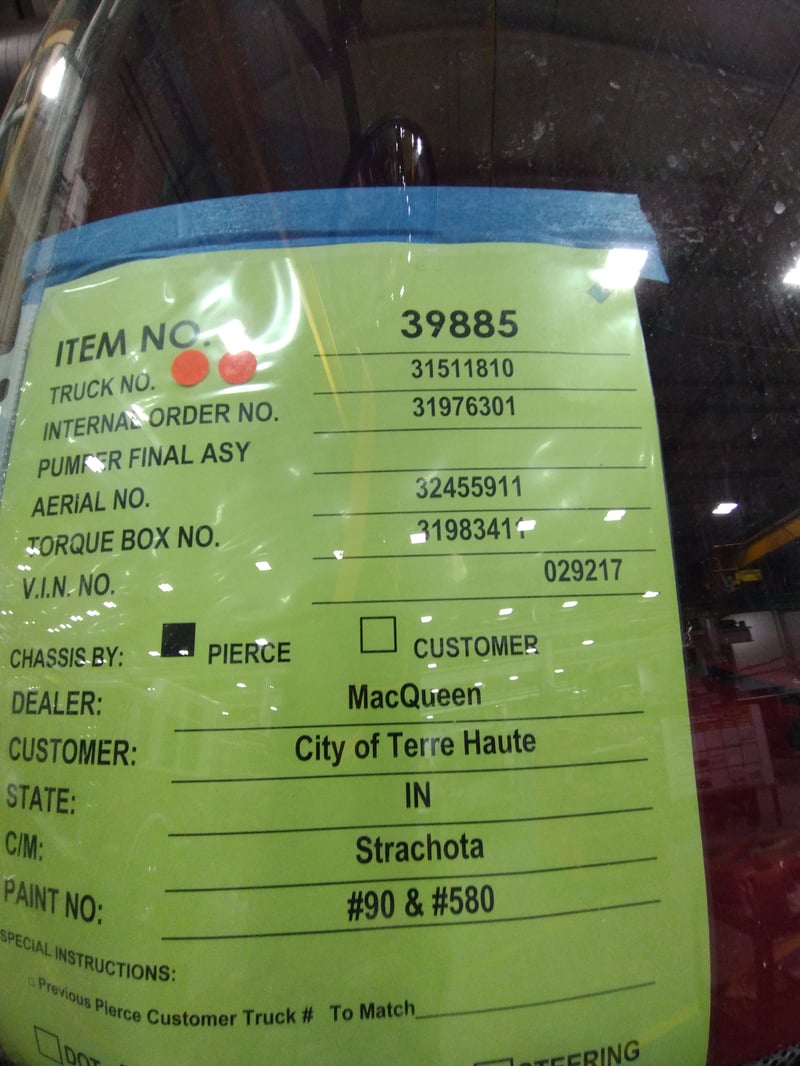 ITEM NO. 39885
TRUCK NO. 31511810
INTERNAL ORDER NO. 31976301
PUMPER FINAL ASY
AERIAL NO. 32455911
TORQUE BOX NO. 31983411
V.I.N. NO. 029217
CHASSIS BY: PIERCE CUSTOMER
DEALER: MacQueen
CUSTOMER: City of Terre Haute
STATE: IN
C/M: Strachota
PAINT NO: #90 & #580
SPECIAL INSTRUCTIONS:
Previous Pierce Customer Truck # To Match
DOT STEERING